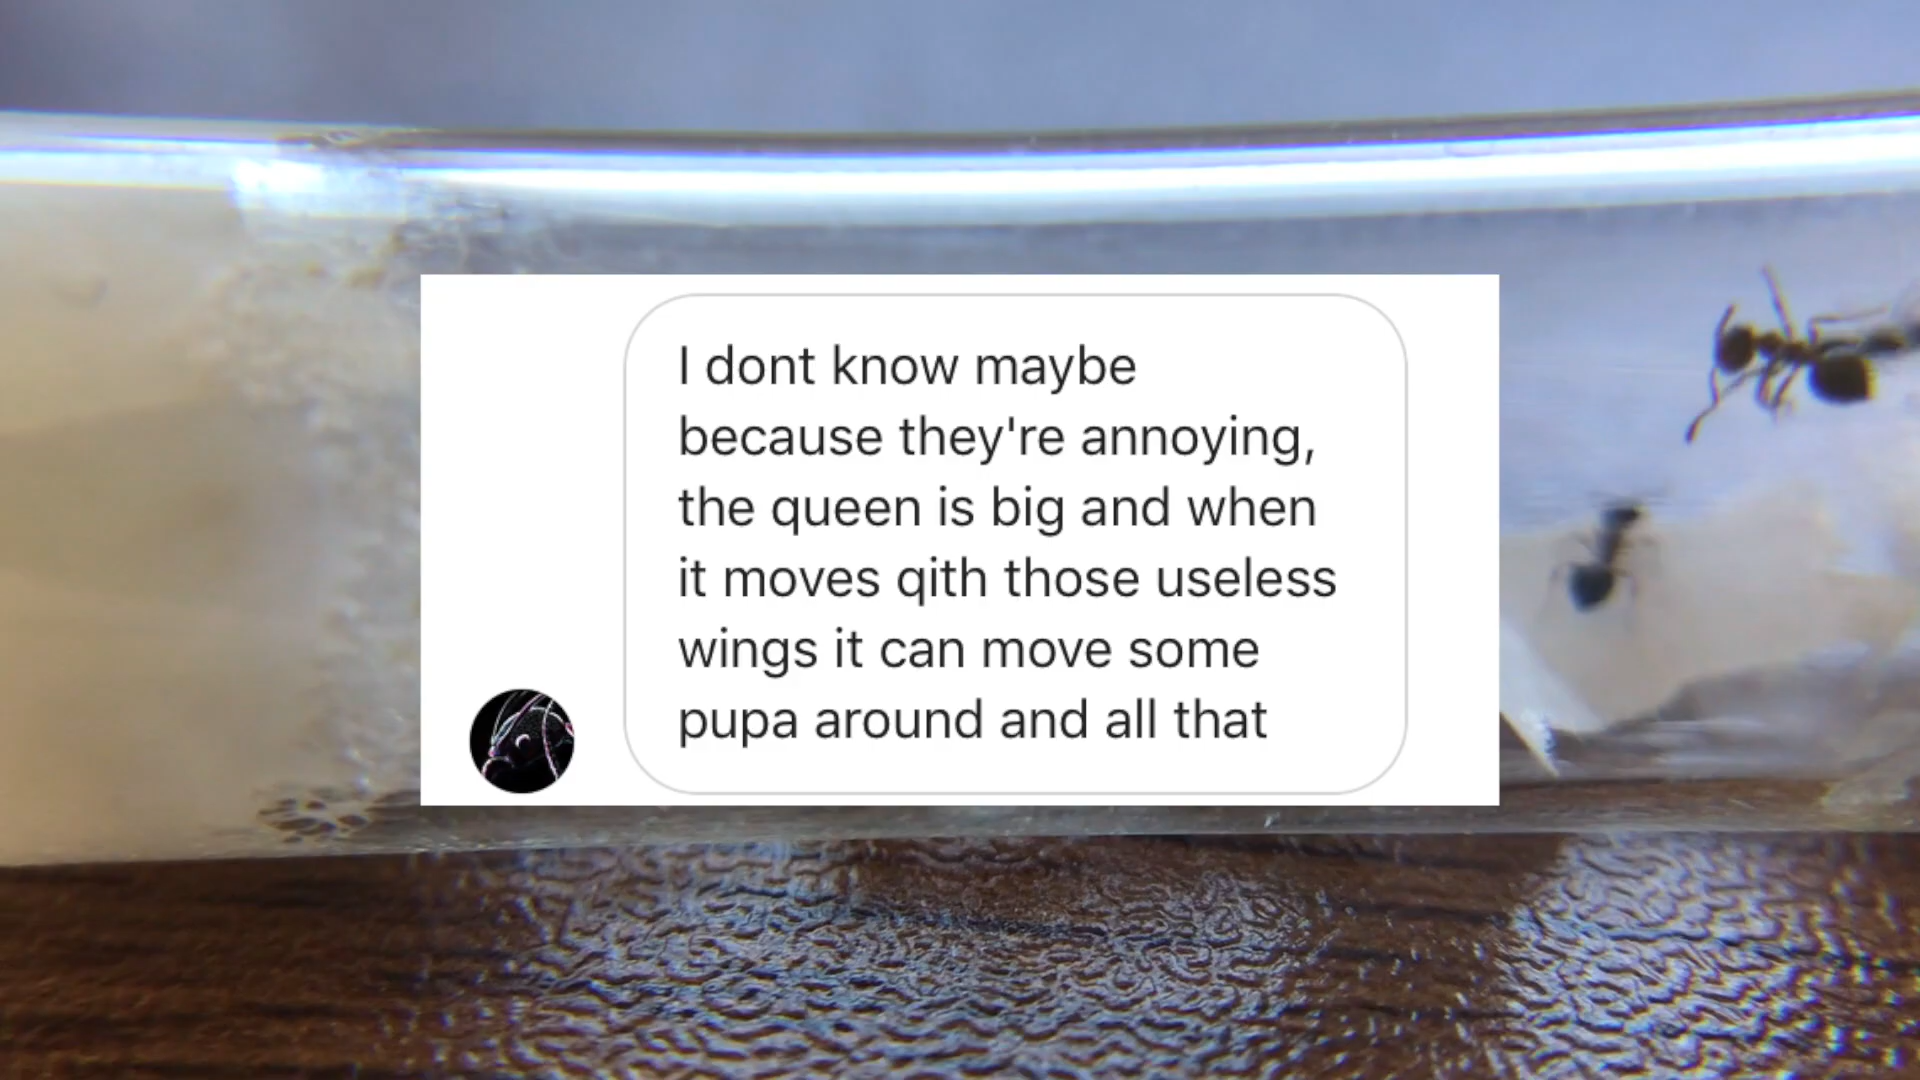 I dont know maybe
because they're annoying,
the queen is big and when
it moves qith those useless
wings it can move some
pupa around and all that